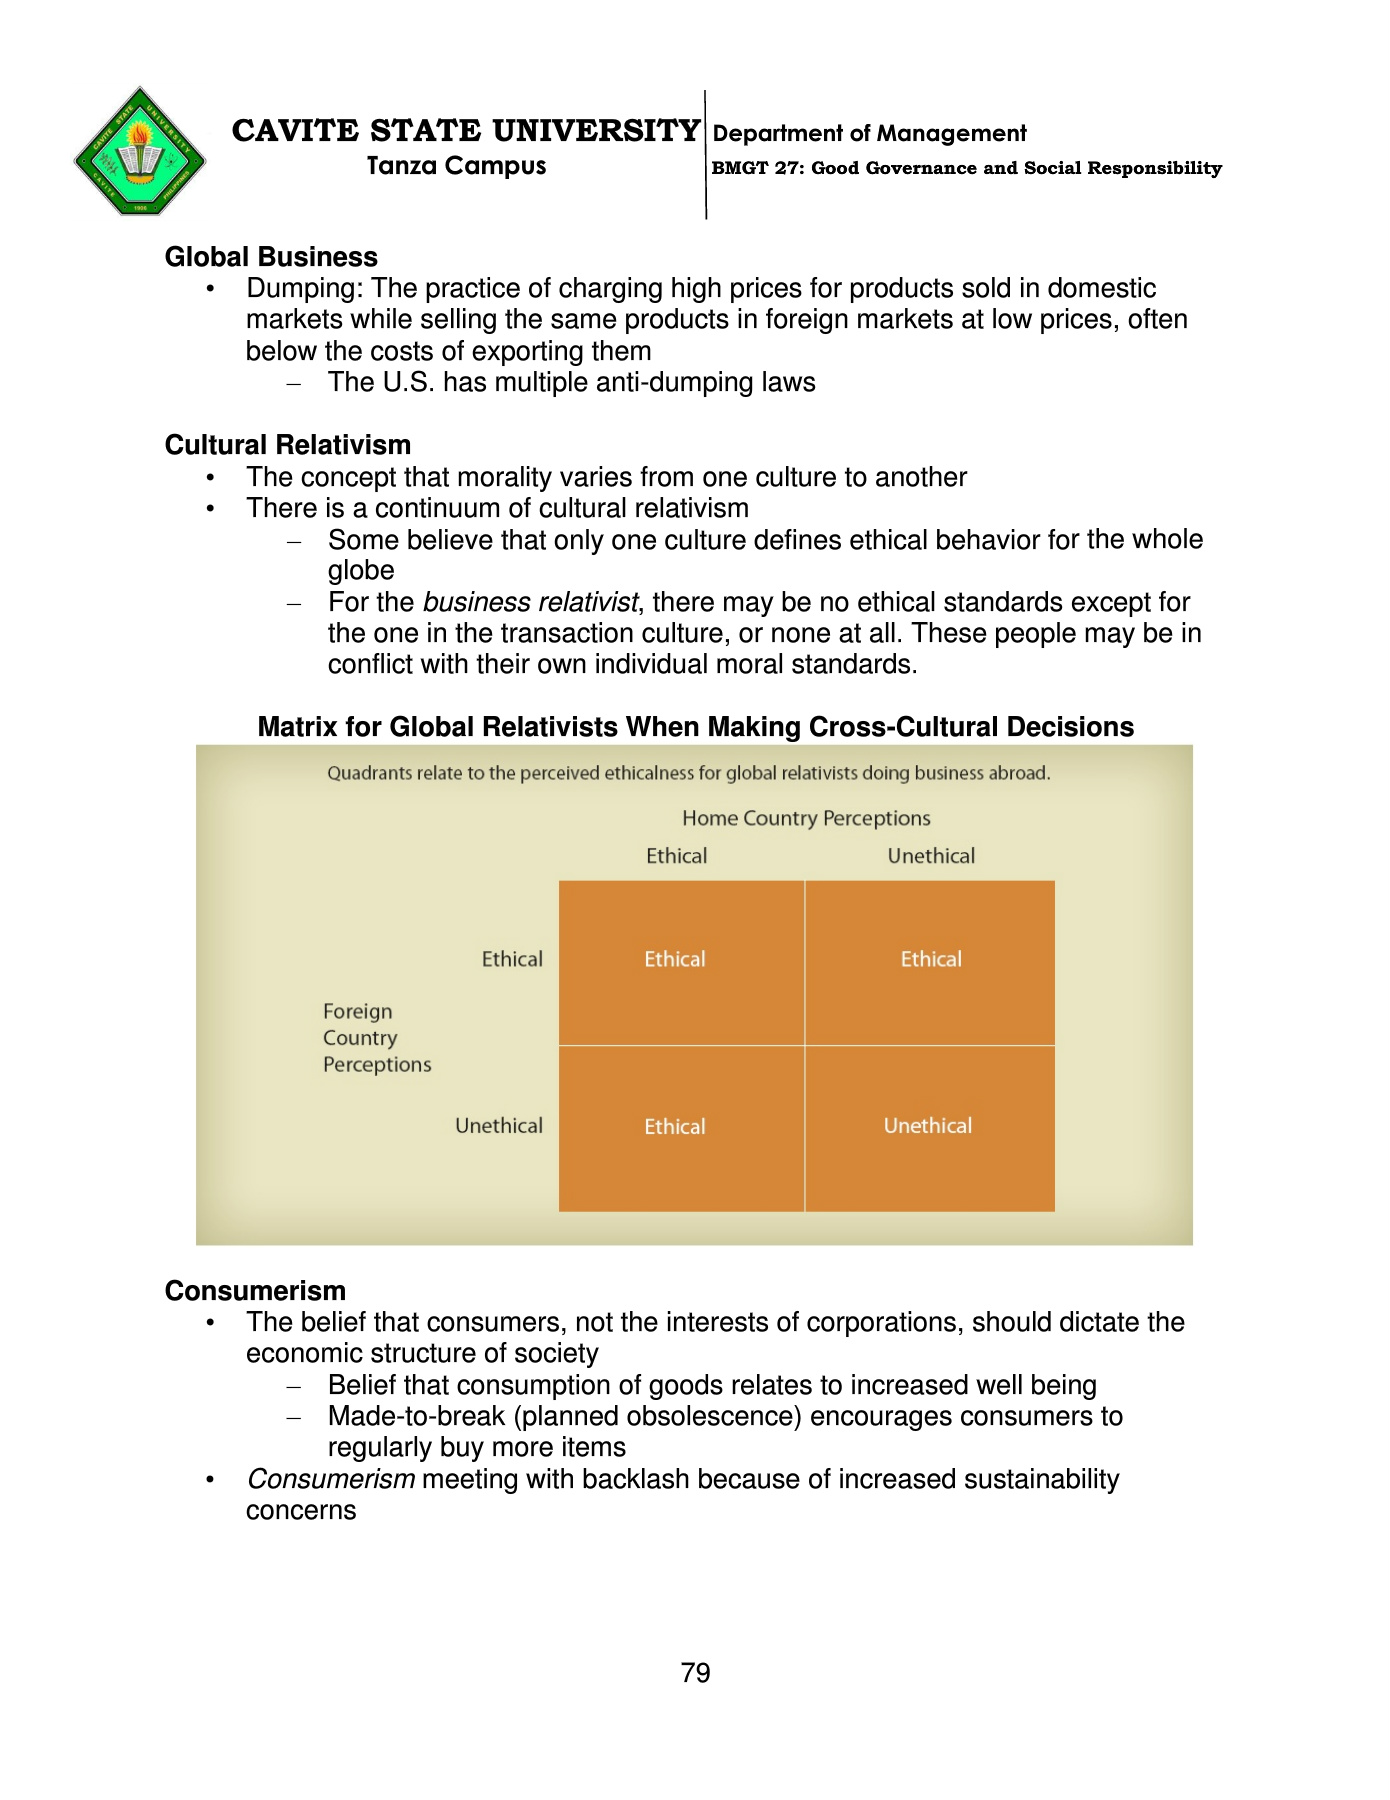 CAVITE STATE UNIVERSITY
Tanza Campus
Department of Management
BMGT 27: Good Governance and Social Responsibility
CAVITE STATE UNIVERSITY
CAVITE
PHILIPPINES
1906
Global Business
• Dumping: The practice of charging high prices for products sold in domestic
markets while selling the same products in foreign markets at low prices, often
below the costs of exporting them
– The U.S. has multiple anti-dumping laws
Cultural Relativism
• The concept that morality varies from one culture to another
• There is a continuum of cultural relativism
– Some believe that only one culture defines ethical behavior for the whole
globe
– For the business relativist, there may be no ethical standards except for
the one in the transaction culture, or none at all. These people may be in
conflict with their own individual moral standards.
Matrix for Global Relativists When Making Cross-Cultural Decisions
Quadrants relate to the perceived ethicalness for global relativists doing business abroad.
Home Country Perceptions
Ethical Unethical
Ethical Ethical Ethical
Foreign
Country
Perceptions
Unethical Ethical Unethical
Consumerism
• The belief that consumers, not the interests of corporations, should dictate the
economic structure of society
– Belief that consumption of goods relates to increased well being
– Made-to-break (planned obsolescence) encourages consumers to
regularly buy more items
• Consumerism meeting with backlash because of increased sustainability
concerns
79